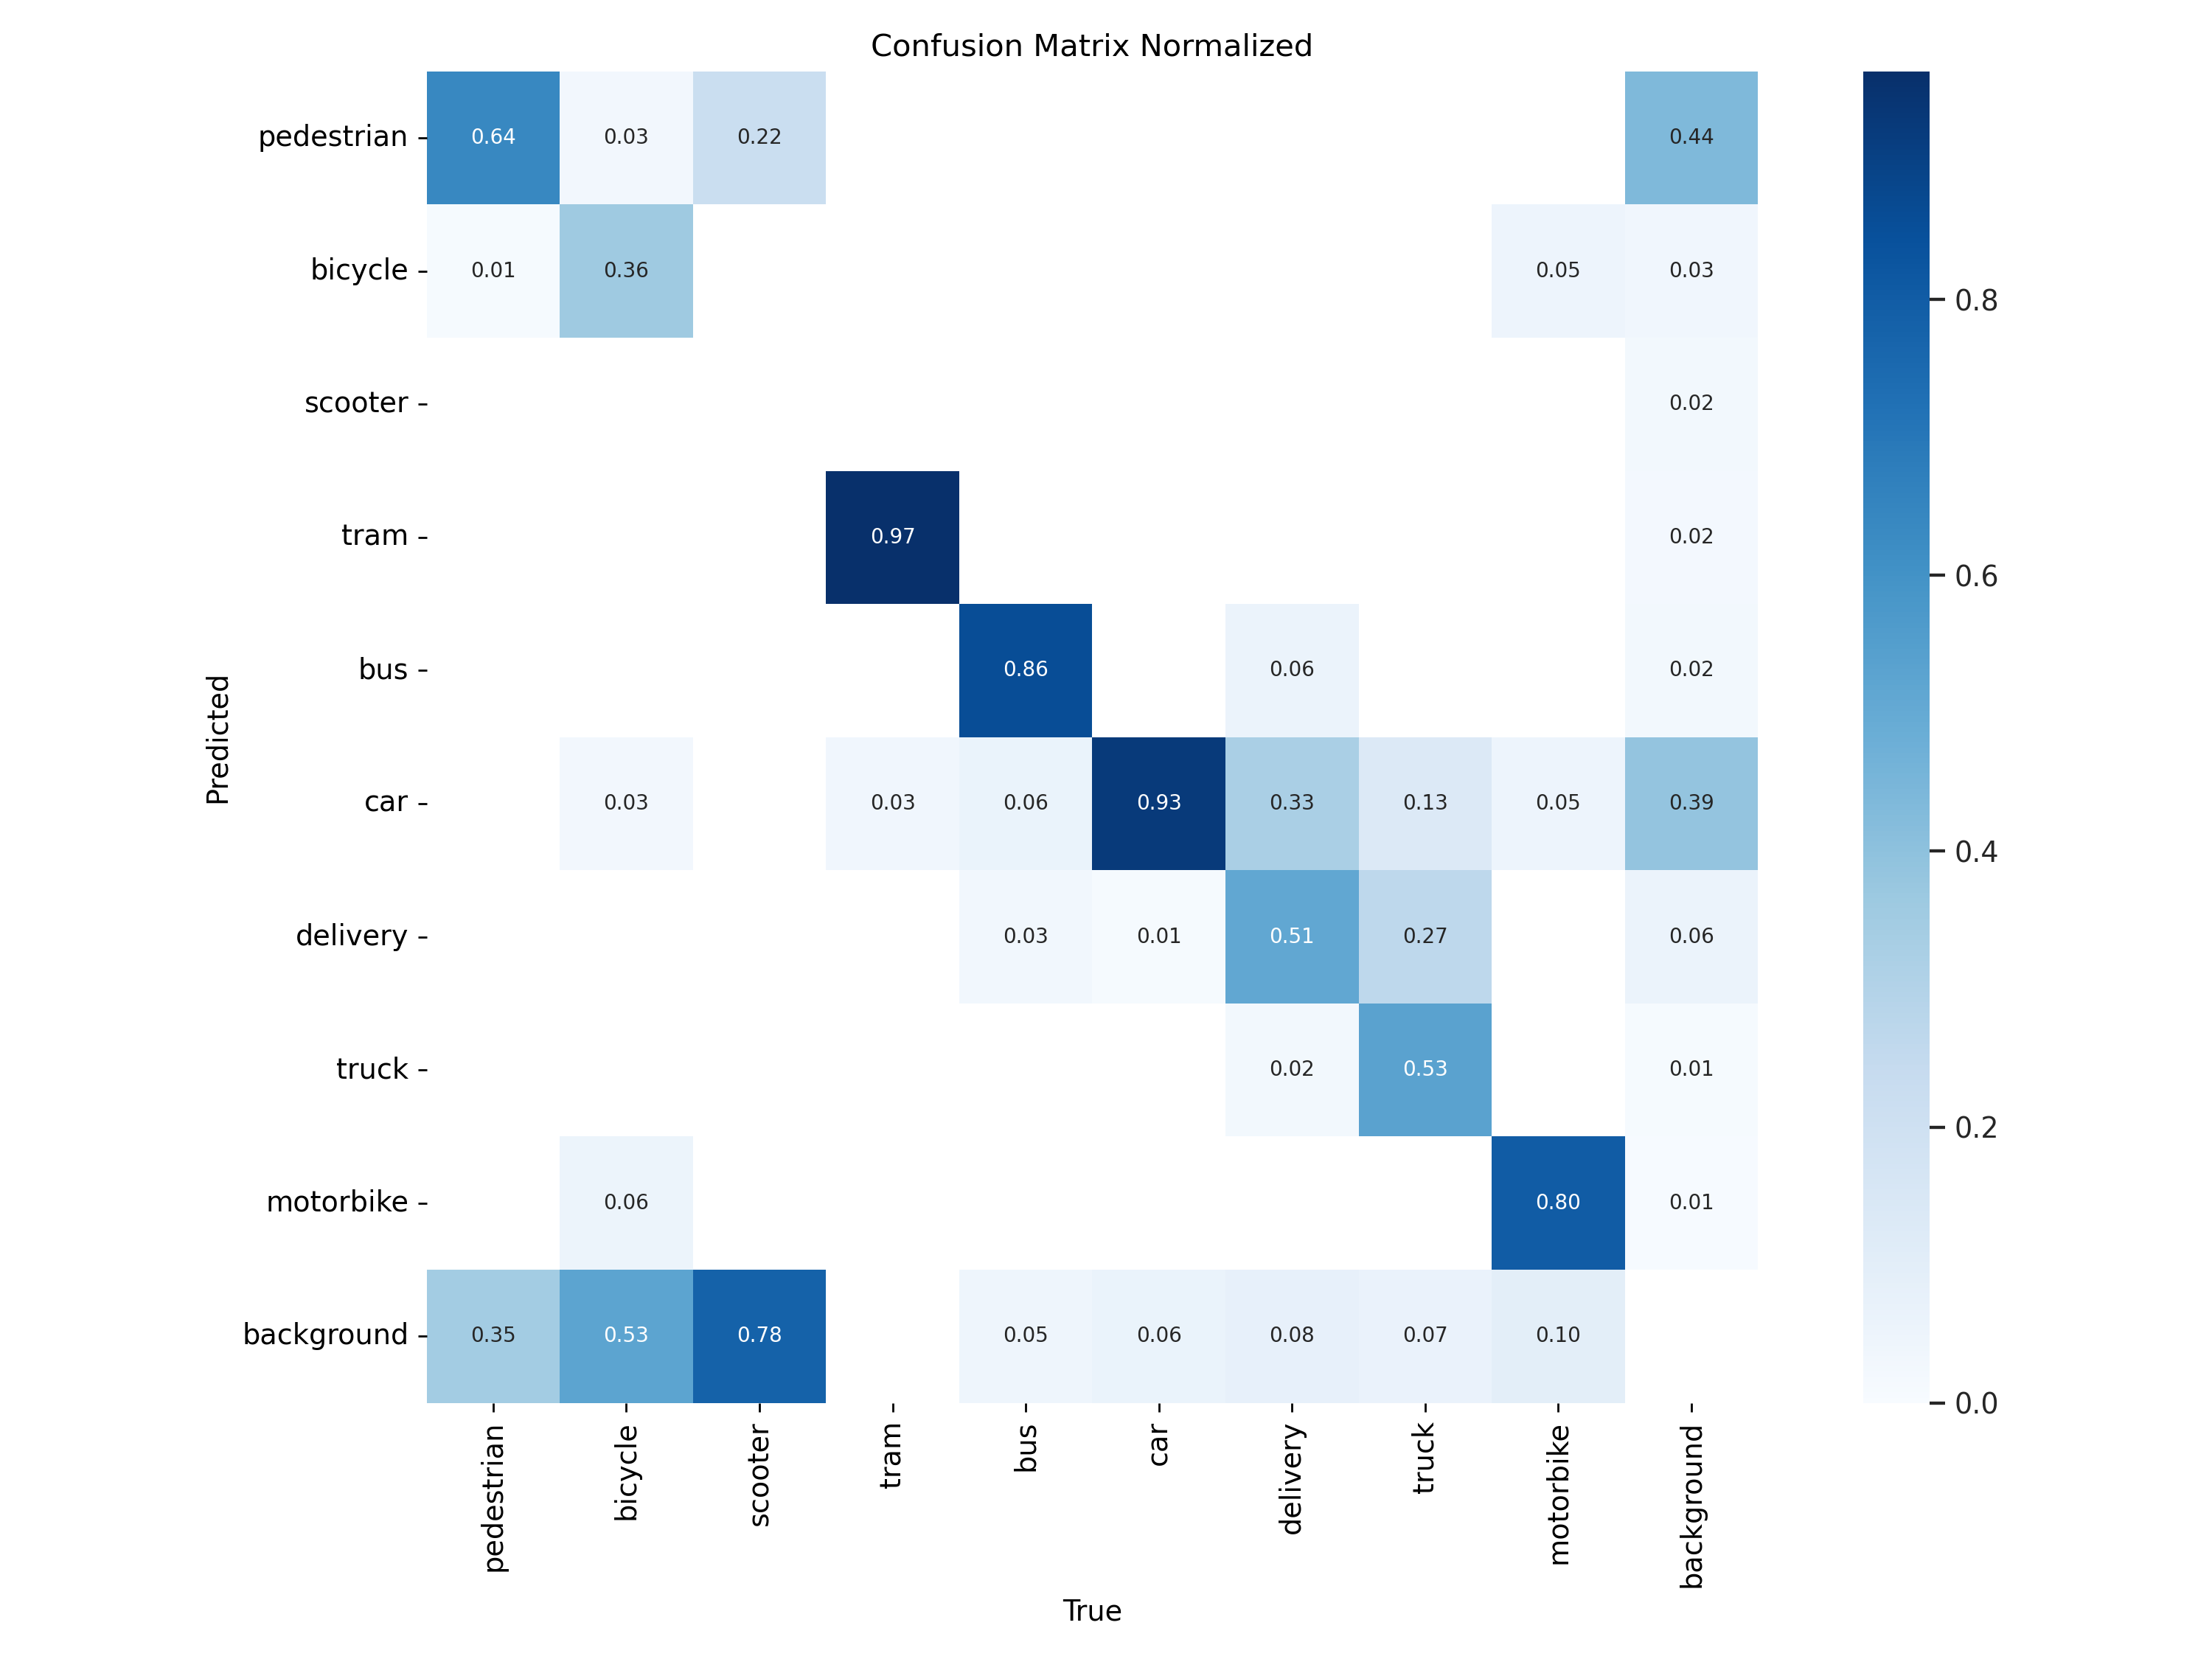 Confusion Matrix Normalized
pedestrian 0.64 0.03 0.22 0.44
bicycle 0.01 0.36 0.05 0.03
0.8
scooter 0.02
tram 0.97 0.02
0.6
bus 0.86 0.06 0.02
Predicted
car 0.03 0.03 0.06 0.93 0.33 0.13 0.05 0.39
0.4
delivery 0.03 0.01 0.51 0.27 0.06
truck 0.02 0.53 0.01
0.2
motorbike 0.06 0.80 0.01
background 0.35 0.53 0.78 0.05 0.06 0.08 0.07 0.10
0.0
pedestrian bicycle scooter tram bus car delivery truck motorbike background
True